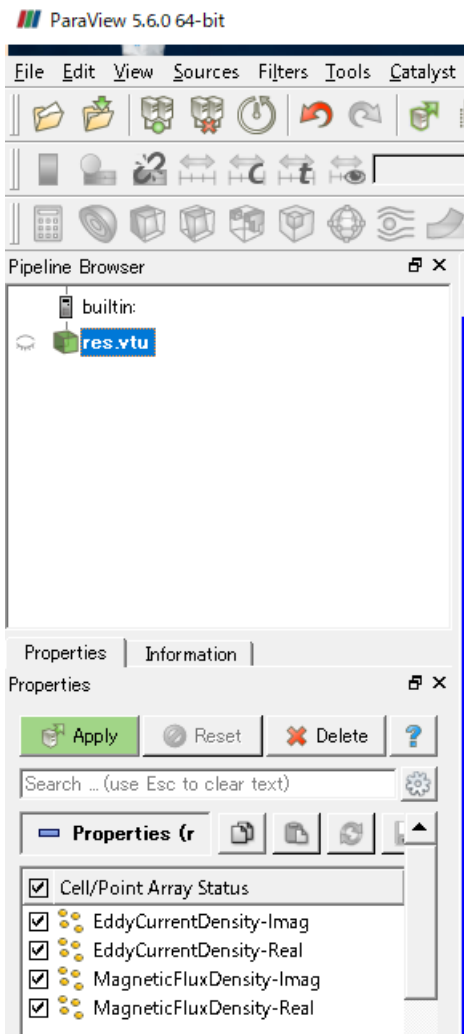 ParaView 5.6.0 64-bit
File Edit View Sources Filters Tools Catalyst
Pipeline Browser
builtin:
res.vtu
Properties Information
Properties
Apply Reset Delete ?
Search ... (use Esc to clear text)
Properties (r
Cell/Point Array Status
EddyCurrentDensity-Imag
EddyCurrentDensity-Real
MagneticFluxDensity-Imag
MagneticFluxDensity-Real